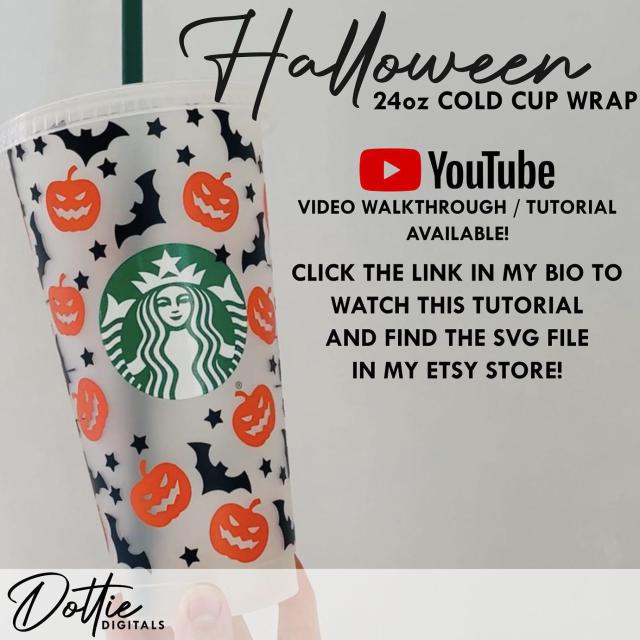 Halloween
24oz COLD CUP WRAP
YouTube
VIDEO WALKTHROUGH / TUTORIAL
AVAILABLE!
CLICK THE LINK IN MY BIO TO
WATCH THIS TUTORIAL
AND FIND THE SVG FILE
IN MY ETSY STORE!
®
Dottie
DIGITALS